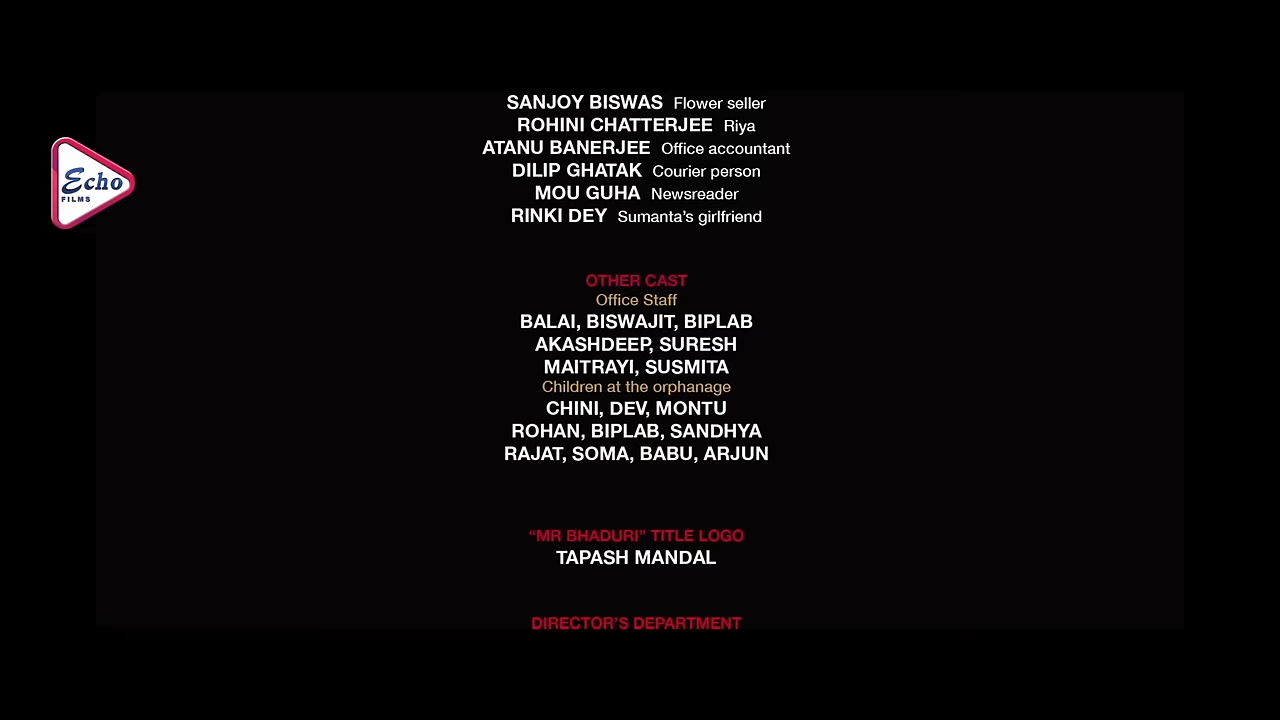 SANJOY BISWAS Flower seller
ROHINI CHATTERJEE Riya
ATANU BANERJEE Office accountant
DILIP GHATAK Courier person
MOU GUHA Newsreader
RINKI DEY Sumanta’s girlfriend
Echo
FILMS
OTHER CAST
Office Staff
BALAI, BISWAJIT, BIPLAB
AKASHDEEP, SURESH
MAITRAYI, SUSMITA
Children at the orphanage
CHINI, DEV, MONTU
ROHAN, BIPLAB, SANDHYA
RAJAT, SOMA, BABU, ARJUN
“MR BHADURI” TITLE LOGO
TAPASH MANDAL
DIRECTOR’S DEPARTMENT